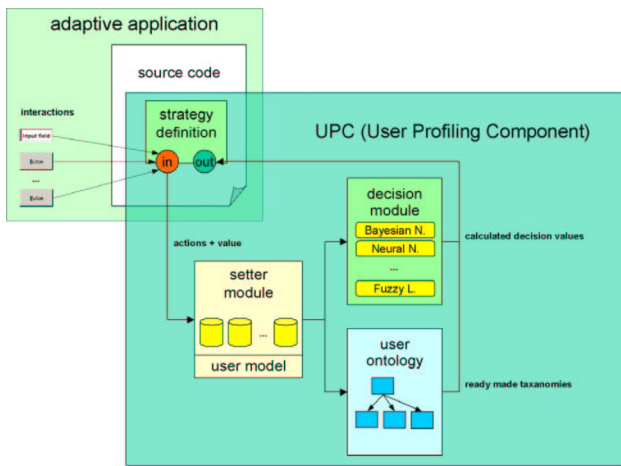 adaptive application
source code
interactions
strategy
definition
UPC (User Profiling Component)
Input field
Button
...
Button
in
out
decision
module
Bayesian N.
Neural N.
...
Fuzzy L.
calculated decision values
actions + value
setter
module
...
user model
user
ontology
ready made taxanomies